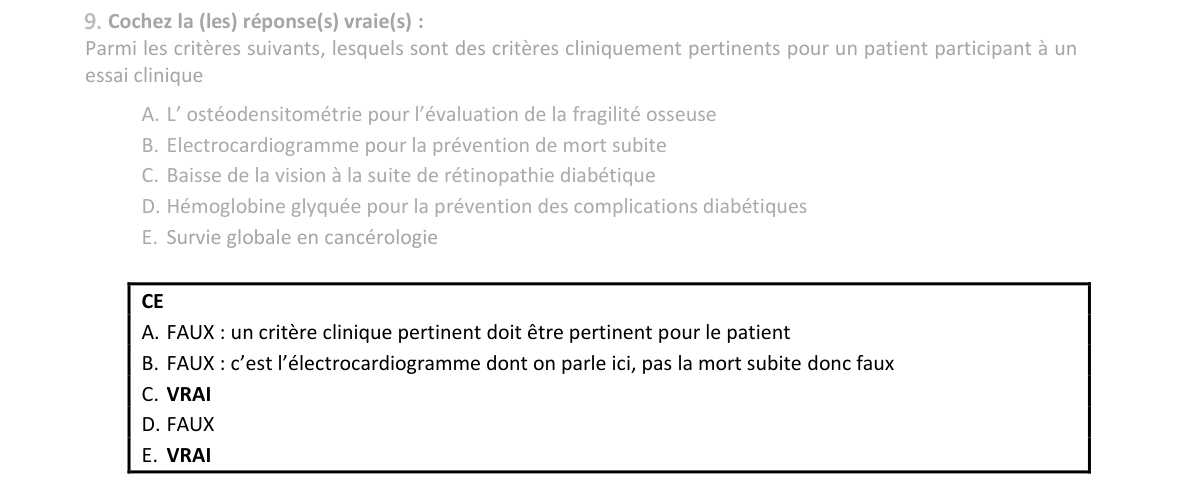 9. Cochez la (les) réponse(s) vraie(s) :
Parmi les critères suivants, lesquels sont des critères cliniquement pertinents pour un patient participant à un
essai clinique
A. L’ ostéodensitométrie pour l’évaluation de la fragilité osseuse
B. Electrocardiogramme pour la prévention de mort subite
C. Baisse de la vision à la suite de rétinopathie diabétique
D. Hémoglobine glyquée pour la prévention des complications diabétiques
E. Survie globale en cancérologie
CE
A. FAUX : un critère clinique pertinent doit être pertinent pour le patient
B. FAUX : c’est l’électrocardiogramme dont on parle ici, pas la mort subite donc faux
C. VRAI
D. FAUX
E. VRAI